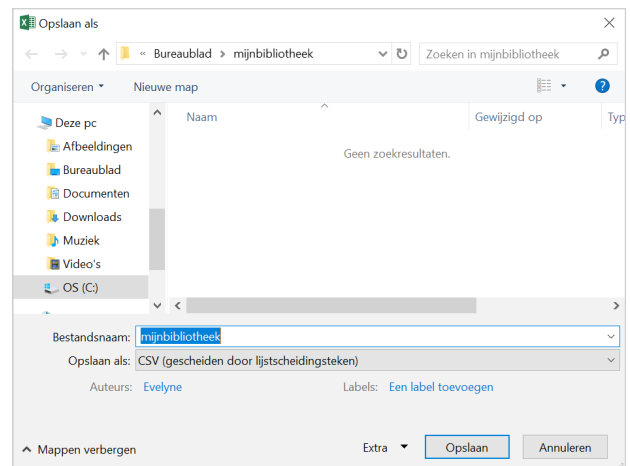 Opslaan als
« Bureaublad > mijnbibliotheek
Zoeken in mijnbibliotheek
Organiseren
Nieuwe map
Naam
Gewijzigd op
Typ
Geen zoekresultaten.
Deze pc
Afbeeldingen
Bureaublad
Documenten
Downloads
Muziek
Video's
OS (C:)
Bestandsnaam: mijnbibliotheek
Opslaan als: CSV (gescheiden door lijstscheidingsteken)
Auteurs: Evelyne
Labels: Een label toevoegen
Mappen verbergen
Extra
Opslaan
Annuleren